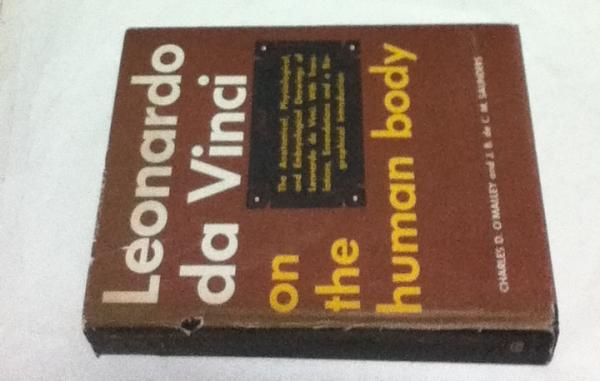 Leonardo
da Vinci
on
the
human body
The Anatomical, Physiological,
and Embryological Drawings of
Leonardo da Vinci. With Trans-
lations, Emendations and a Bio-
graphical Introduction
CHARLES D. O'MALLEY and J. B. de C. M. SAUNDERS